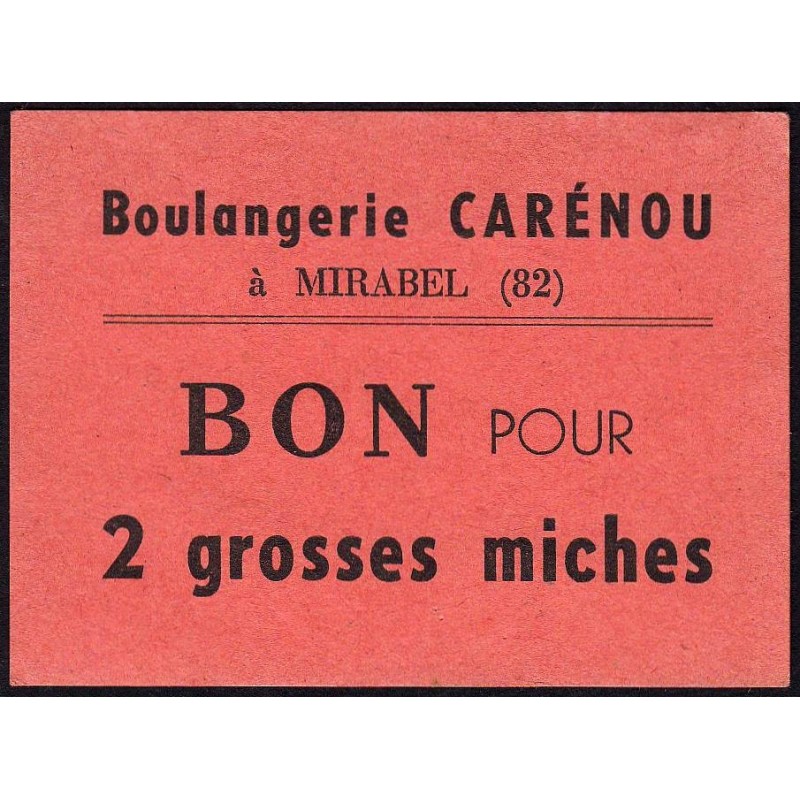 Boulangerie CARÉNOU
à MIRABEL (82)
BON POUR
2 grosses miches